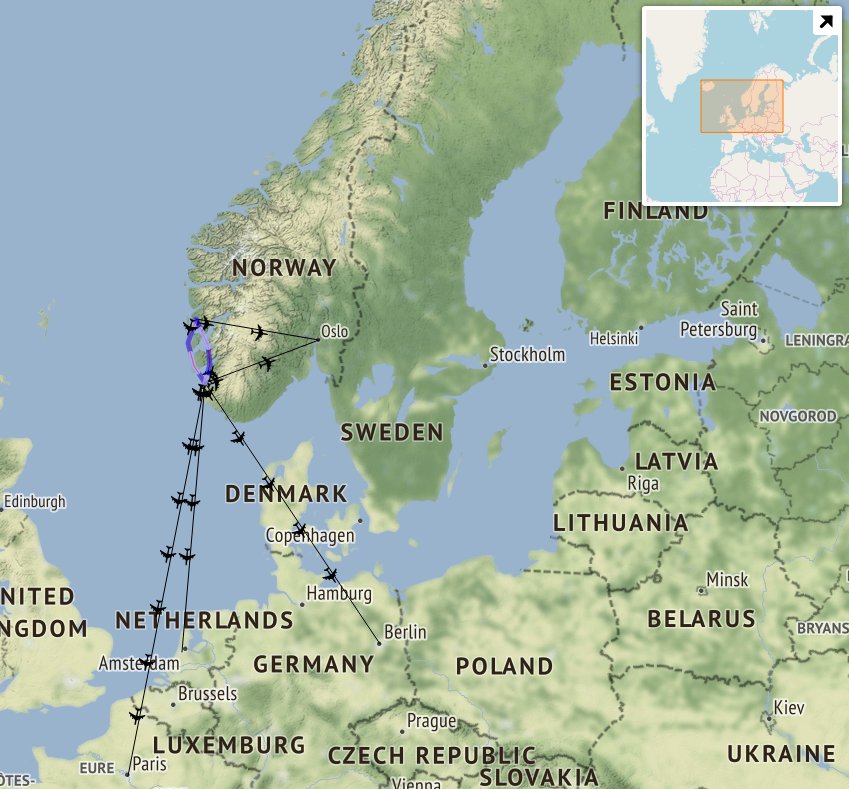 FINLAND
NORWAY
Saint
Petersburg
Oslo
Helsinki
LENINGRA
Stockholm
ESTONIA
NOVGOROD
SWEDEN
LATVIA
Riga
DENMARK
Edinburgh
LITHUANIA
Copenhagen
Minsk
Hamburg
NITED
NGDOM
NETHERLANDS
BELARUS
BRYANS
Berlin
Amsterdam
GERMANY
POLAND
Brussels
Kiev
Prague
LUXEMBURG
CZECH REPUBLIC
UKRAINE
Paris
EURE
SLOVAKIA
ÔTES-
Vienna